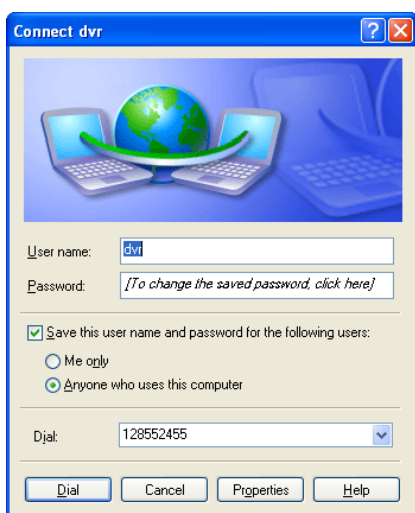 Connect dvr
User name: dvr
Password: [To change the saved password, click here]
Save this user name and password for the following users:
Me only
Anyone who uses this computer
Dial: 128552455
Dial Cancel Properties Help